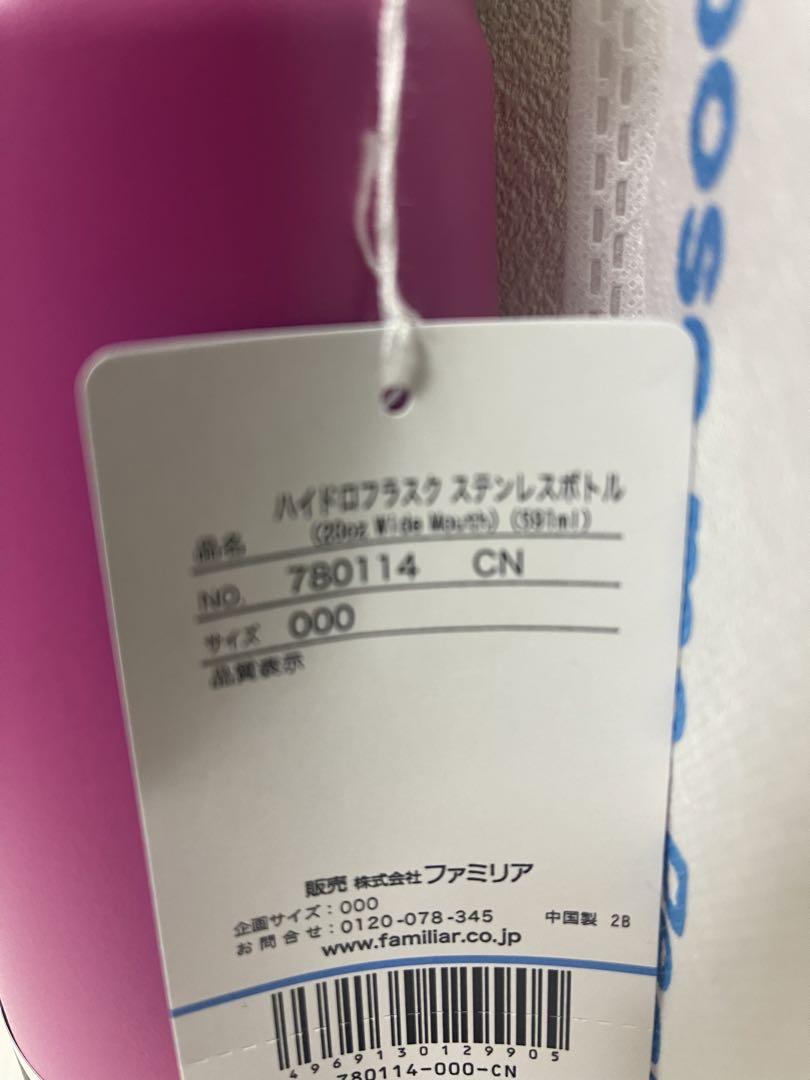 ハイドロフラスク ステンレスボトル
品名 (20oz Wide Mouth) (591ml)
NO. 780114 CN
サイズ 000
品質表示
販売 株式会社ファミリア
企画サイズ:000
お問合せ:0120-078-345 中国製 2B
www.familiar.co.jp
4969130129905
780114-000-CN